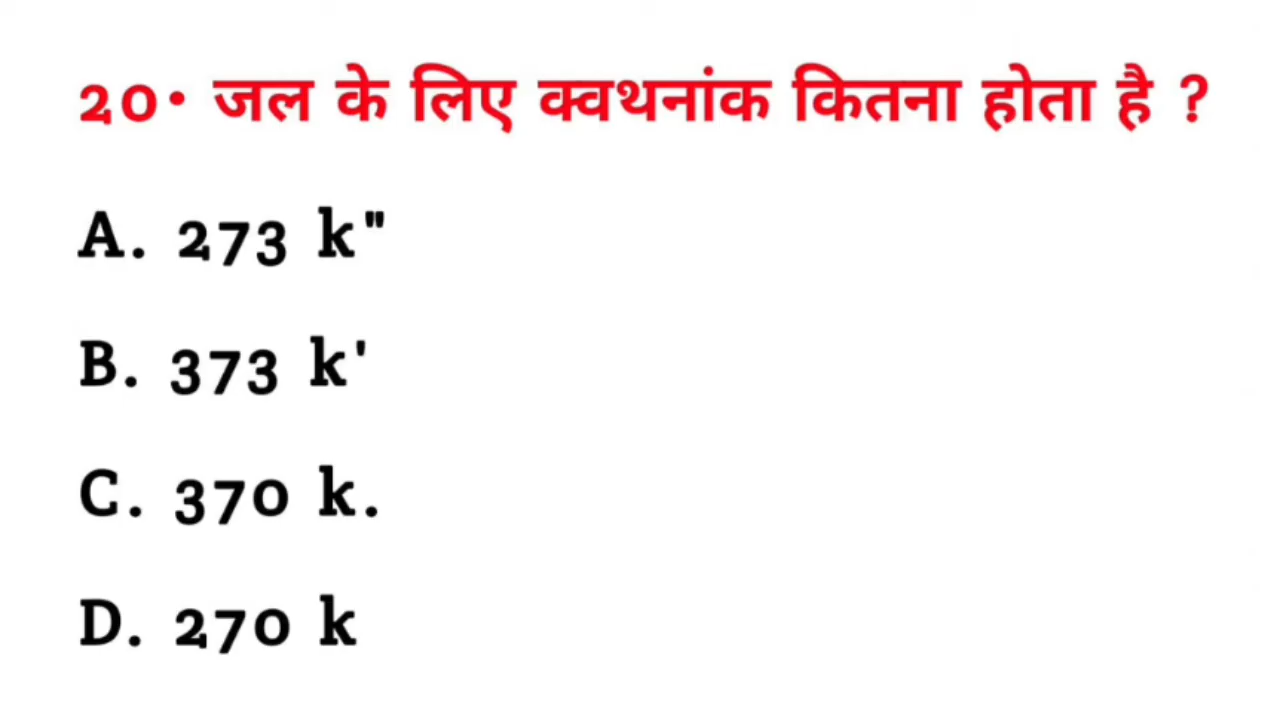 20• जल के लिए क्वथनांक कितना होता है ?
A. 273 k"
B. 373 k'
C. 370 k.
D. 270 k